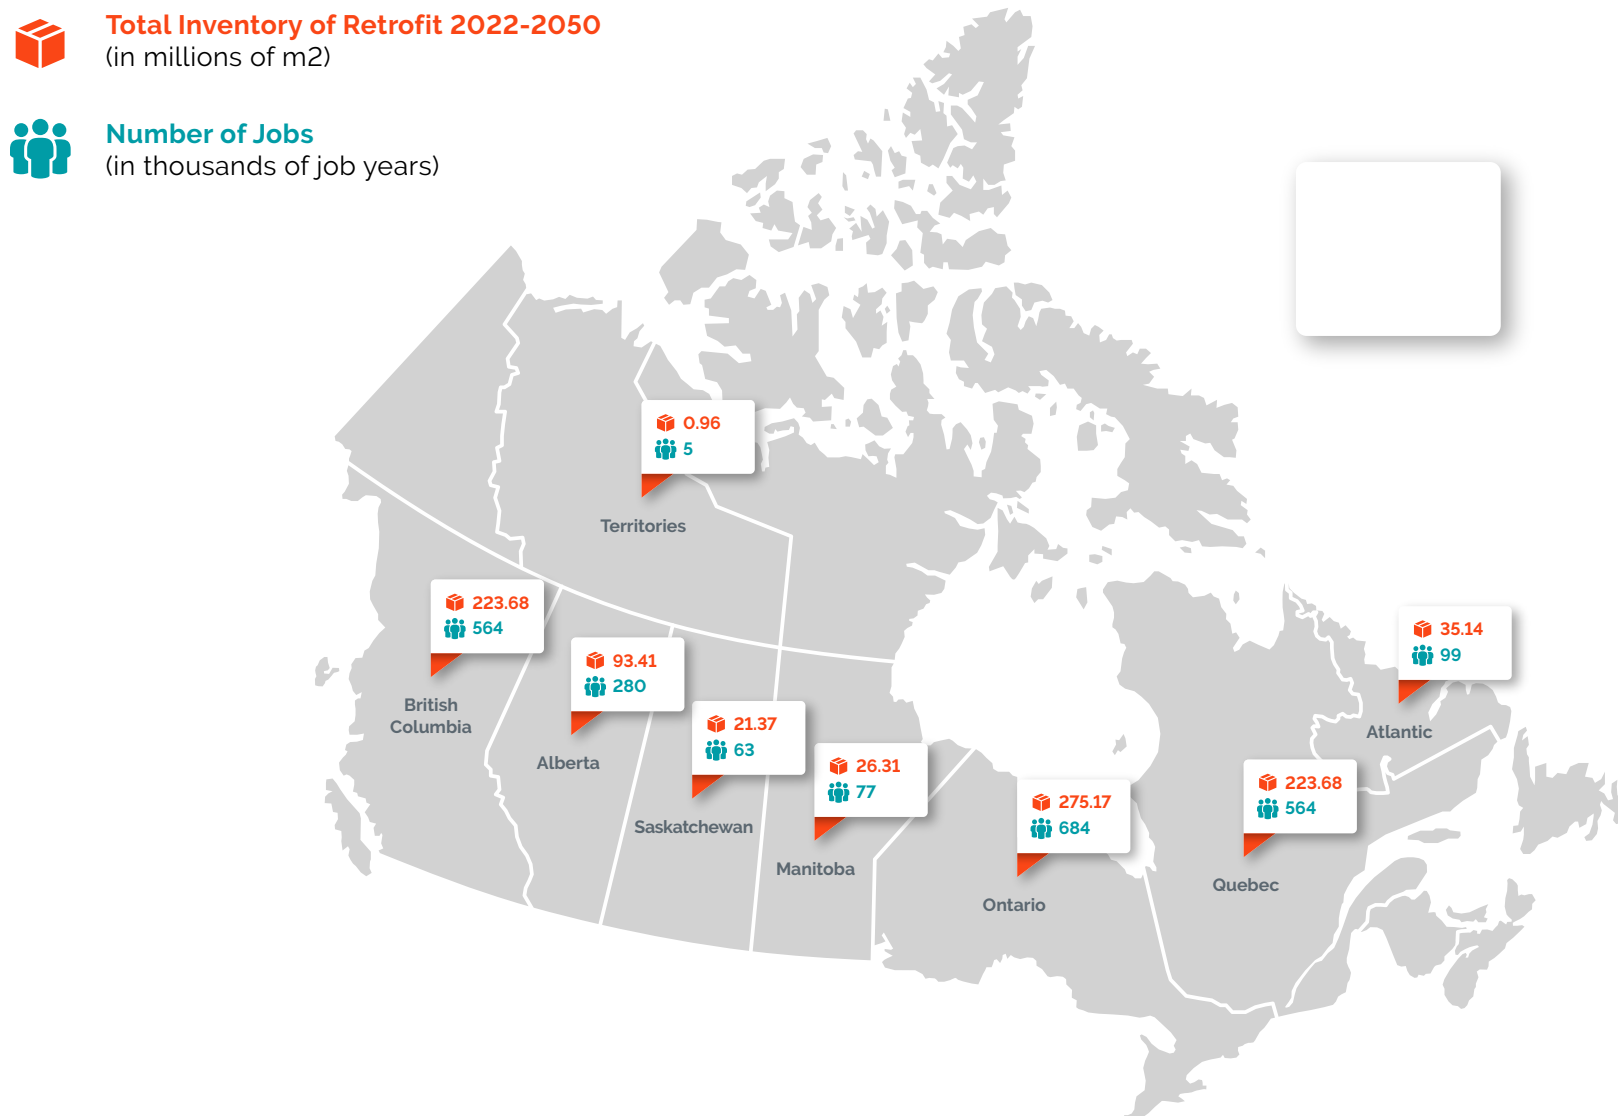 Total Inventory of Retrofit 2022-2050
(in millions of m2)
Number of Jobs
(in thousands of job years)
0.96
5
Territories
223.68
564
British
Columbia
93.41
280
Alberta
21.37
63
Saskatchewan
26.31
77
Manitoba
275.17
684
Ontario
223.68
564
Quebec
35.14
99
Atlantic